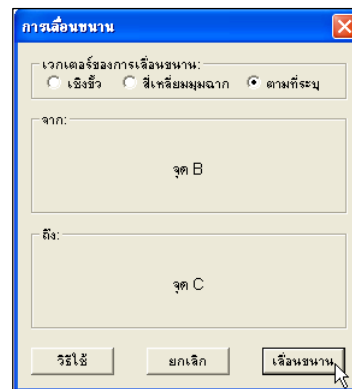 การเลื่อนขนาน
เวกเตอร์ของการเลื่อนขนาน:
เชิงขั้ว สี่เหลี่ยมมุมฉาก ตามที่ระบุ
จาก:
จุด B
ถึง:
จุด C
วิธีใช้ ยกเลิก เลื่อนขนาน